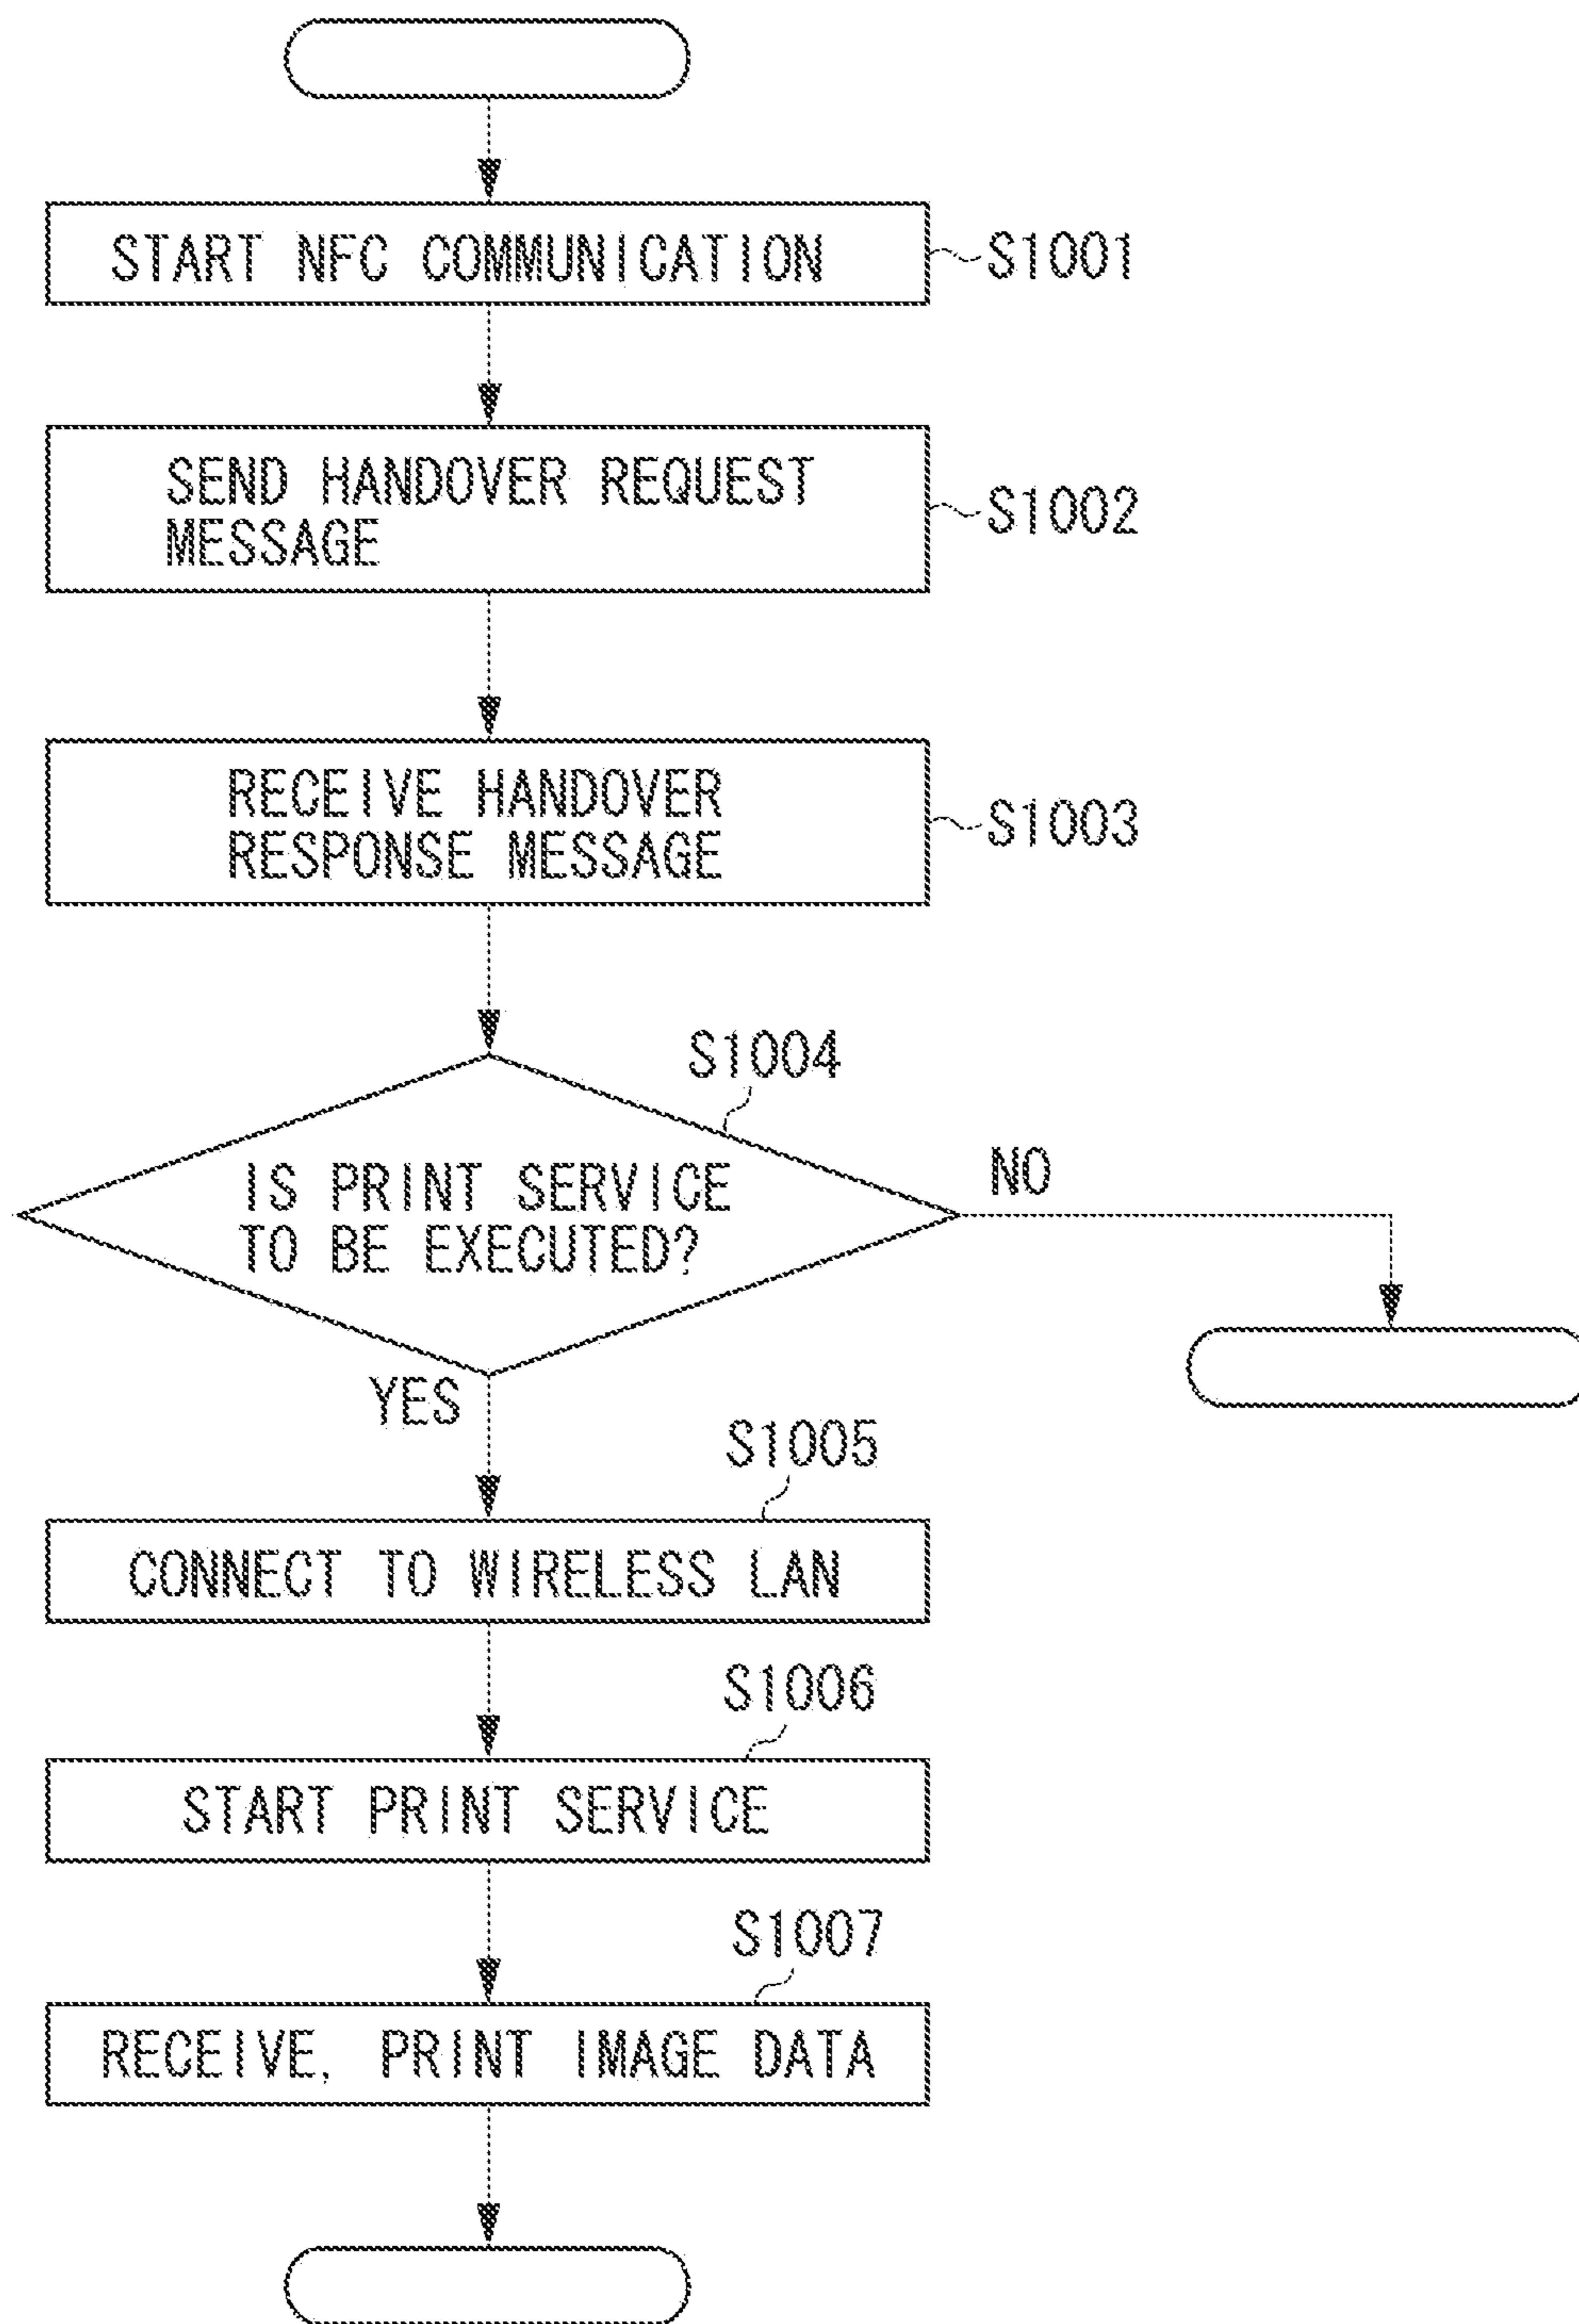 START NFC COMMUNICATION
S1001
SEND HANDOVER REQUEST
MESSAGE
S1002
RECEIVE HANDOVER
RESPONSE MESSAGE
S1003
S1004
IS PRINT SERVICE
TO BE EXECUTED?
NO
YES
S1005
CONNECT TO WIRELESS LAN
S1006
START PRINT SERVICE
S1007
RECEIVE, PRINT IMAGE DATA